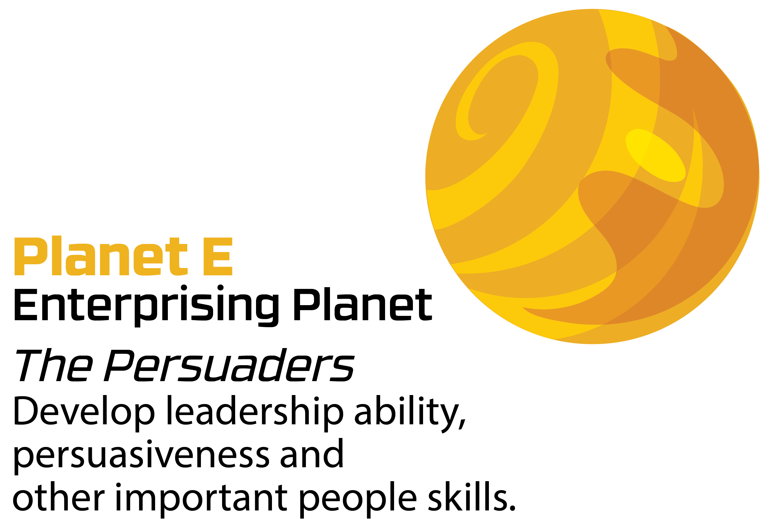 Planet E
Enterprising Planet
The Persuaders
Develop leadership ability,
persuasiveness and
other important people skills.